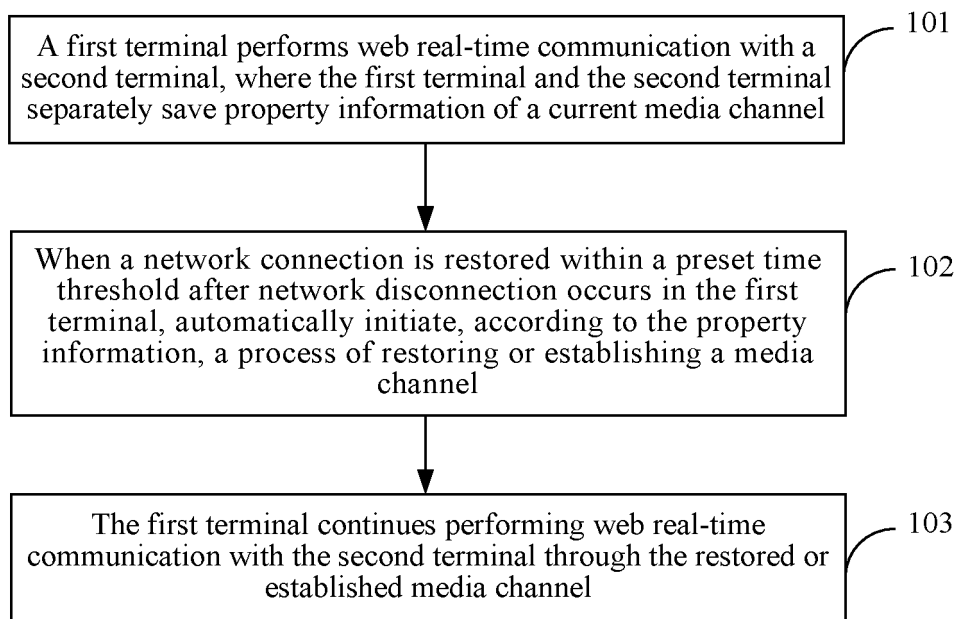 101
A first terminal performs web real-time communication with a
second terminal, where the first terminal and the second terminal
separately save property information of a current media channel
102
When a network connection is restored within a preset time
threshold after network disconnection occurs in the first
terminal, automatically initiate, according to the property
information, a process of restoring or establishing a media
channel
103
The first terminal continues performing web real-time
communication with the second terminal through the restored or
established media channel